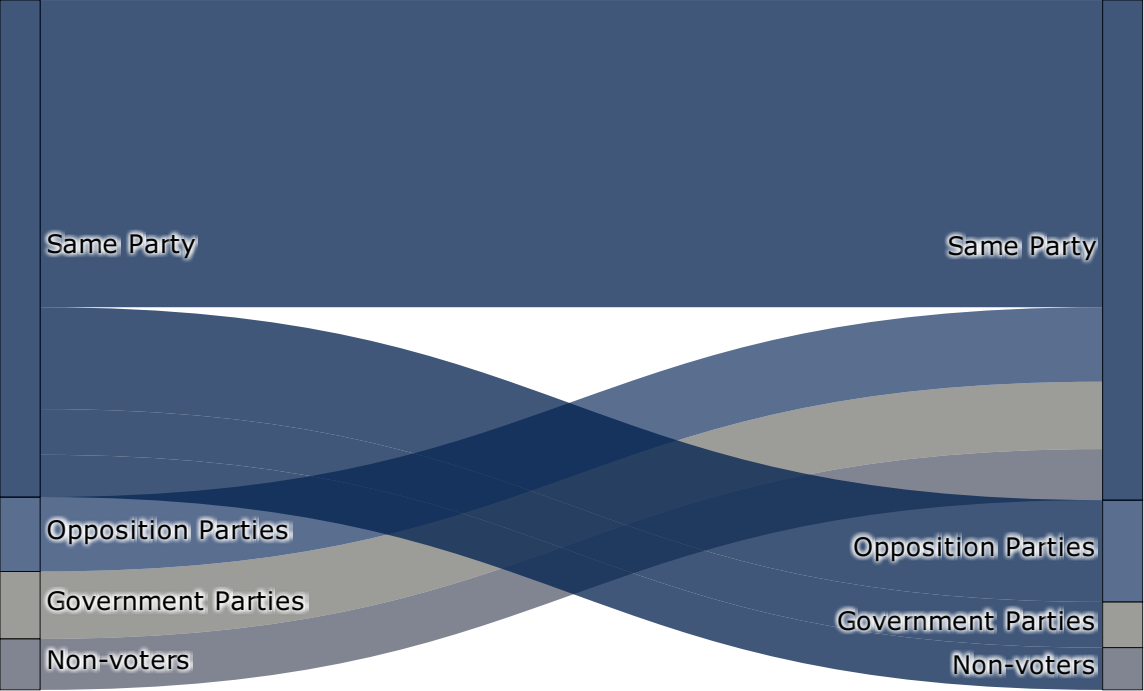 Same Party
Same Party
Opposition Parties
Opposition Parties
Government Parties
Government Parties
Non-voters
Non-voters